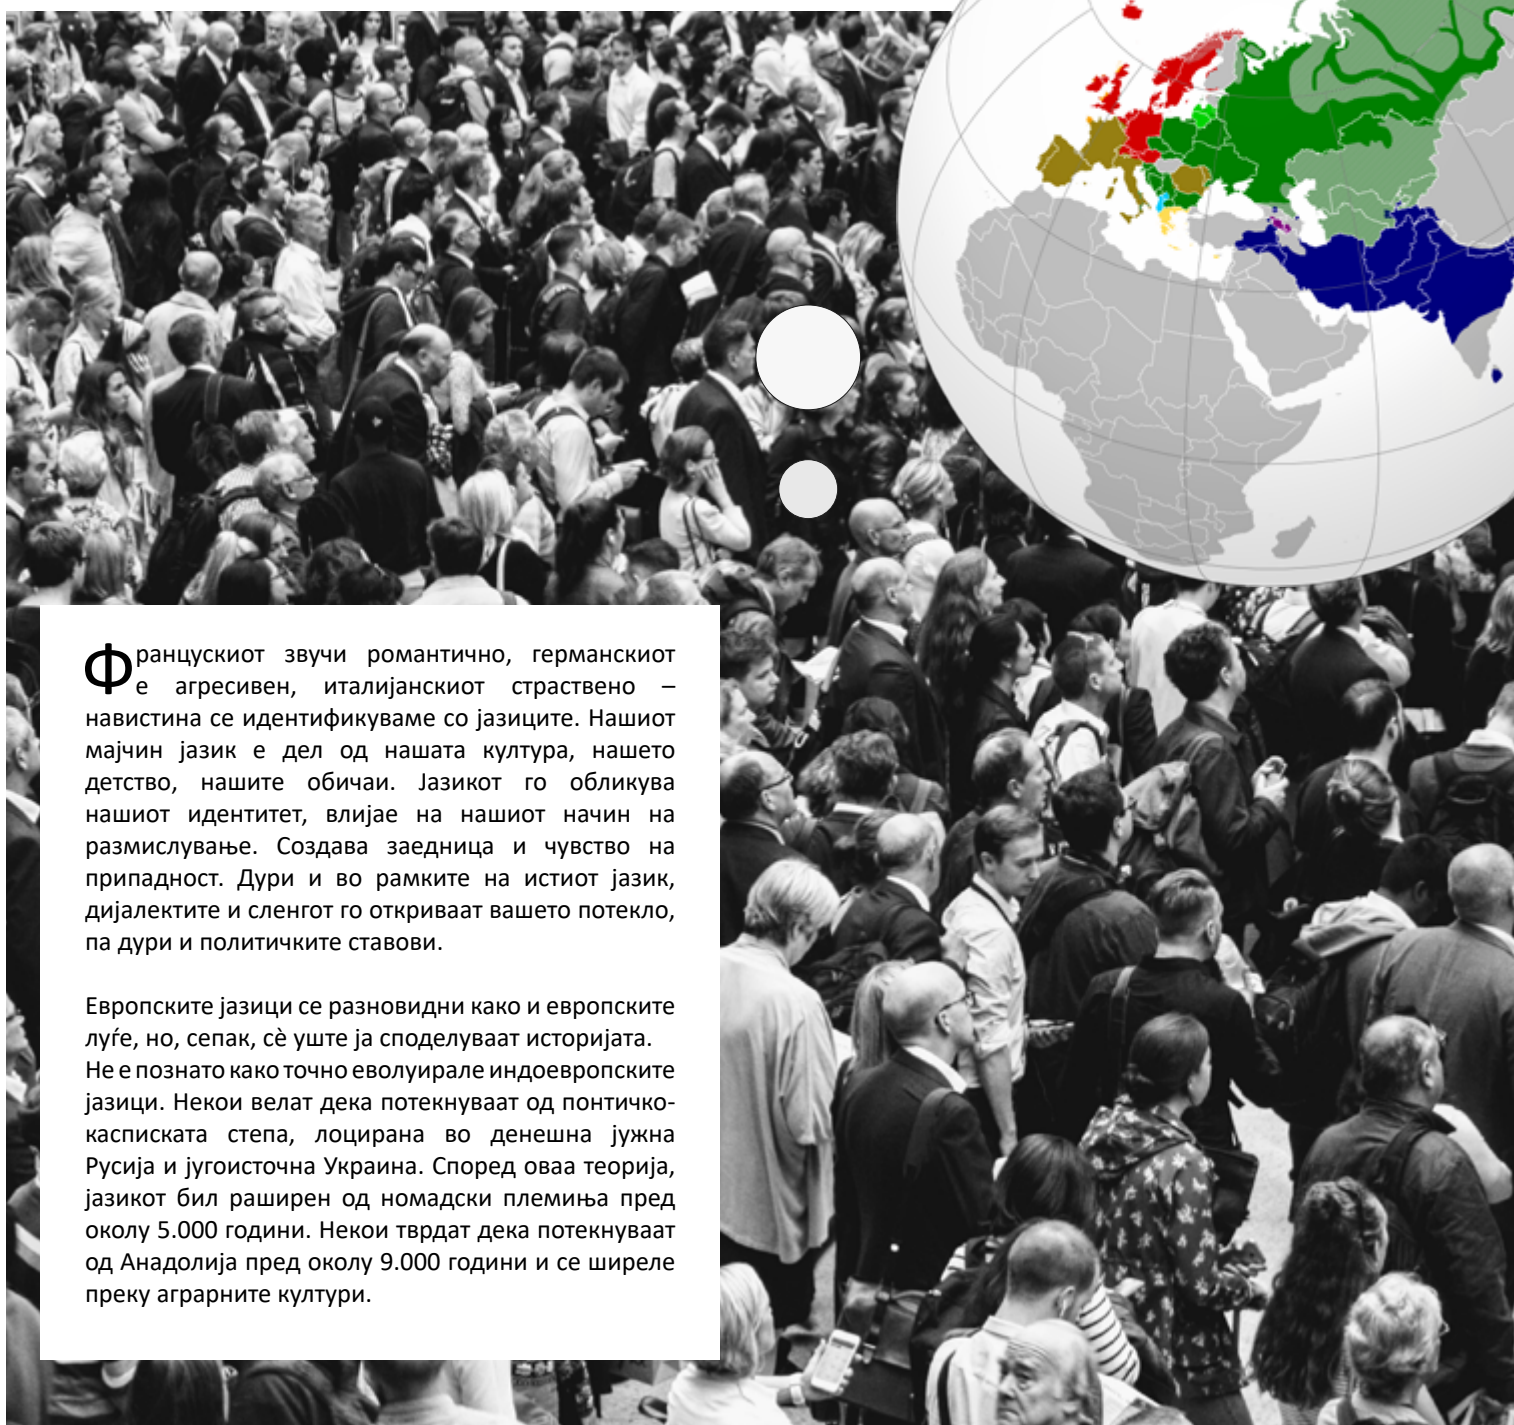 Француckиот звучи романтично, германскиот
е агресивен, италијанскиот страствено –
навистина се идентификуваме со јазиците. Нашиот
мајчин јазик е дел од нашата култура, нашето
детство, нашите обичаи. Јазикот го обликува
нашиот идентитет, влијае на нашиот начин на
размислување. Создава заедница и чувство на
припадност. Дури и во рамките на истиот јазик,
дијалектите и сленгот го откриваат вашето потекло,
па дури и политичките ставови.
Европските јазици се разновидни како и европските
луѓе, но, сепак, сѐ уште ја споделуваат историјата.
Не е познато како точно еволуирале индоевропските
јазици. Некои велат дека потекнуваат од понтичко-
касписката степа, лоцирана во денешна јужна
Русија и југоисточна Украина. Според оваа теорија,
јазикот бил раширен од номадски племиња пред
околу 5.000 години. Некои тврдат дека потекнуваат
од Анадолија пред околу 9.000 години и се ширеле
преку аграрните култури.